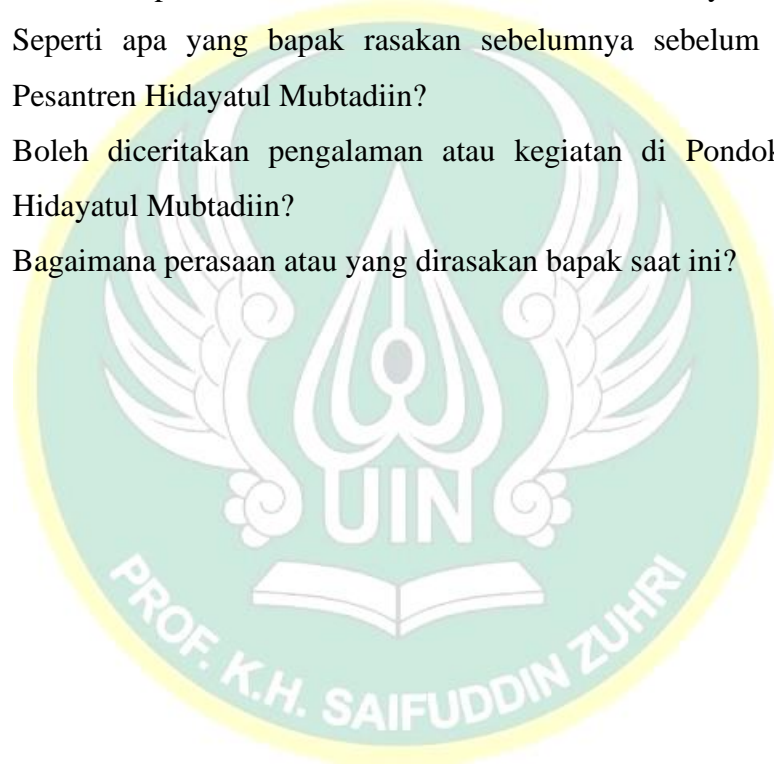 Seperti apa yang bapak rasakan sebelumnya sebelum
Pesantren Hidayatul Mubtadiin?
Boleh diceritakan pengalaman atau kegiatan di Pondok
Hidayatul Mubtadiin?
Bagaimana perasaan atau yang dirasakan bapak saat ini?
UIN
PROF. K.H. SAIFUDDIN ZUHRI